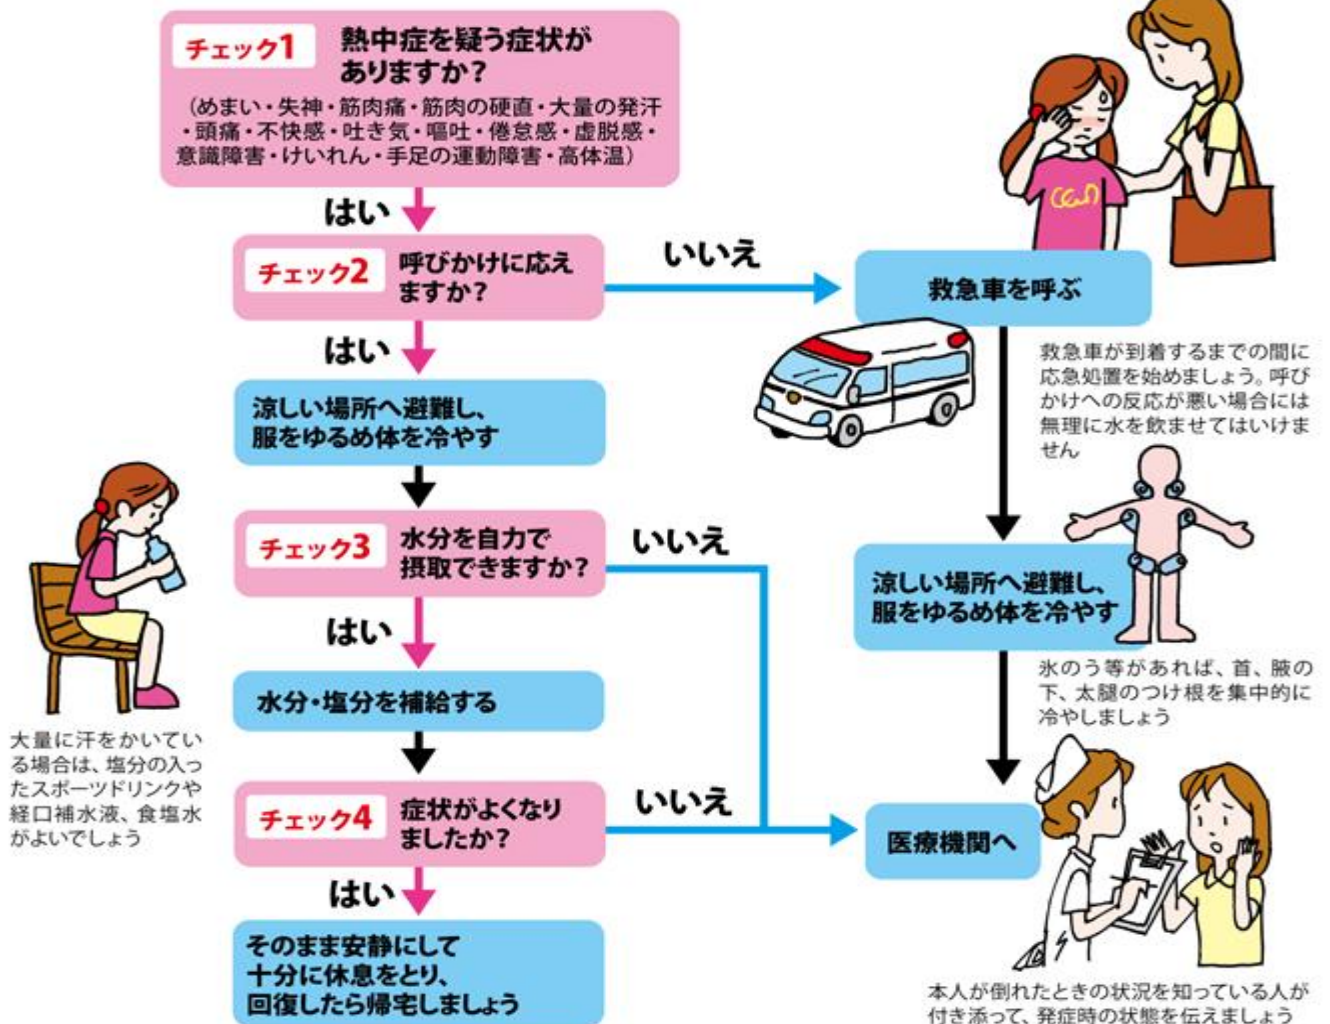 チェック1
熱中症を疑う症状が
ありますか？
（めまい・失神・筋肉痛・筋肉の硬直・大量の発汗
・頭痛・不快感・吐き気・嘔吐・倦怠感・虚脱感・
意識障害・けいれん・手足の運動障害・高体温）
はい
チェック2
呼びかけに応え
ますか？
いいえ
救急車を呼ぶ
救急車が到着するまでの間に
応急処置を始めましょう。呼び
かけへの反応が悪い場合には
無理に水を飲ませてはいけま
せん
はい
涼しい場所へ避難し、
服をゆるめ体を冷やす
チェック3
水分を自力で
摂取できますか？
いいえ
涼しい場所へ避難し、
服をゆるめ体を冷やす
氷のう等があれば、首、腋の
下、太腿のつけ根を集中的に
冷やしましょう
はい
水分・塩分を補給する
大量に汗をかいてい
る場合は、塩分の入っ
たスポーツドリンクや
経口補水液、食塩水
がよいでしょう
チェック4
症状がよくなり
ましたか？
いいえ
医療機関へ
本人が倒れたときの状況を知っている人が
付き添って、発症時の状態を伝えましょう
はい
そのまま安静にして
十分に休息をとり、
回復したら帰宅しましょう